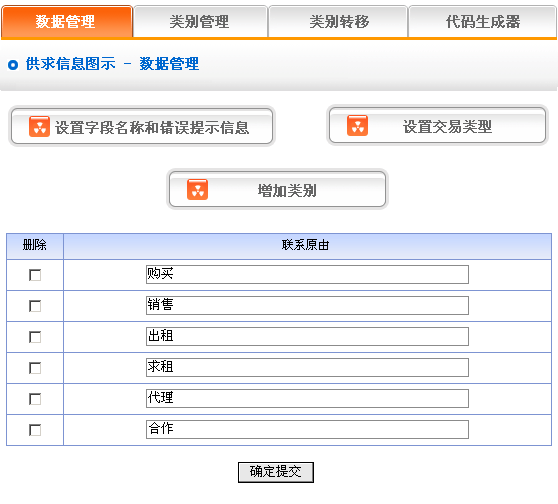 数据管理 类别管理 类别转移 代码生成器
供求信息图示 - 数据管理
设置字段名称和错误提示信息 设置交易类型
增加类别
删除 联系原由
购买
销售
出租
求租
代理
合作
确定提交